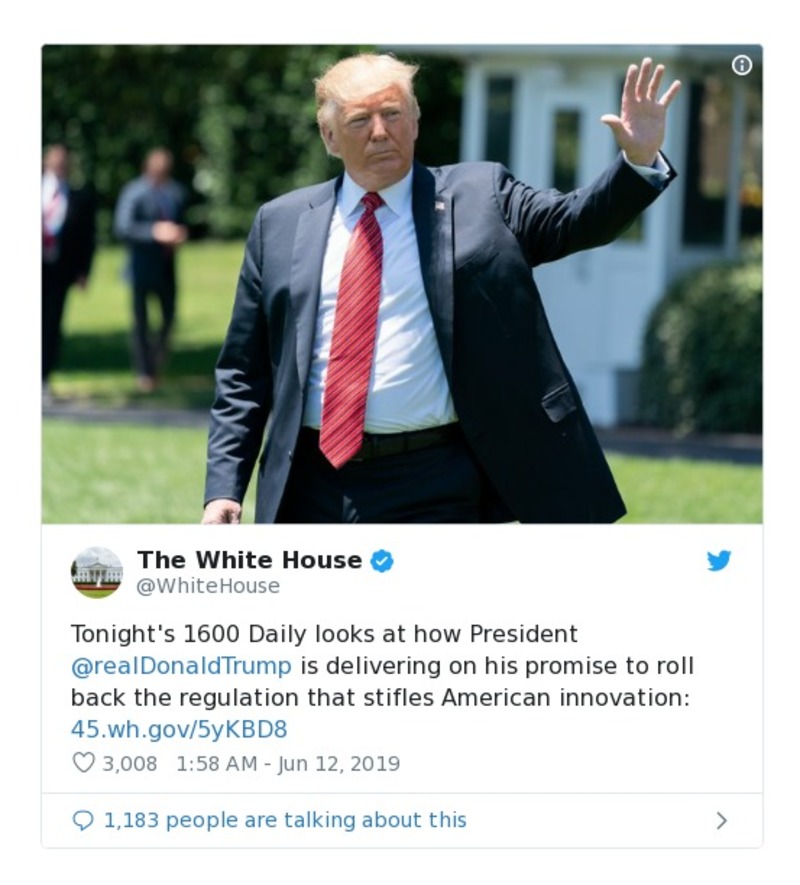 The White House
@WhiteHouse
Tonight's 1600 Daily looks at how President
@realDonaldTrump is delivering on his promise to roll
back the regulation that stifles American innovation:
45.wh.gov/5yKBD8
3,008 1:58 AM - Jun 12, 2019
1,183 people are talking about this